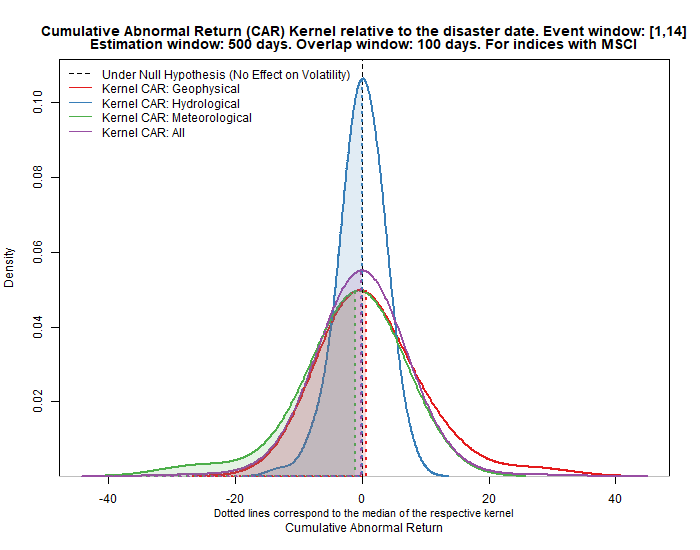 Cumulative Abnormal Return (CAR) Kernel relative to the disaster date. Event window: [1,14]
Estimation window: 500 days. Overlap window: 100 days. For indices with MSCI
Under Null Hypothesis (No Effect on Volatility)
Kernel CAR: Geophysical
Kernel CAR: Hydrological
Kernel CAR: Meteorological
Kernel CAR: All
Density
0.10
0.08
0.06
0.04
0.02
-40 -20 0 20 40
Dotted lines correspond to the median of the respective kernel
Cumulative Abnormal Return